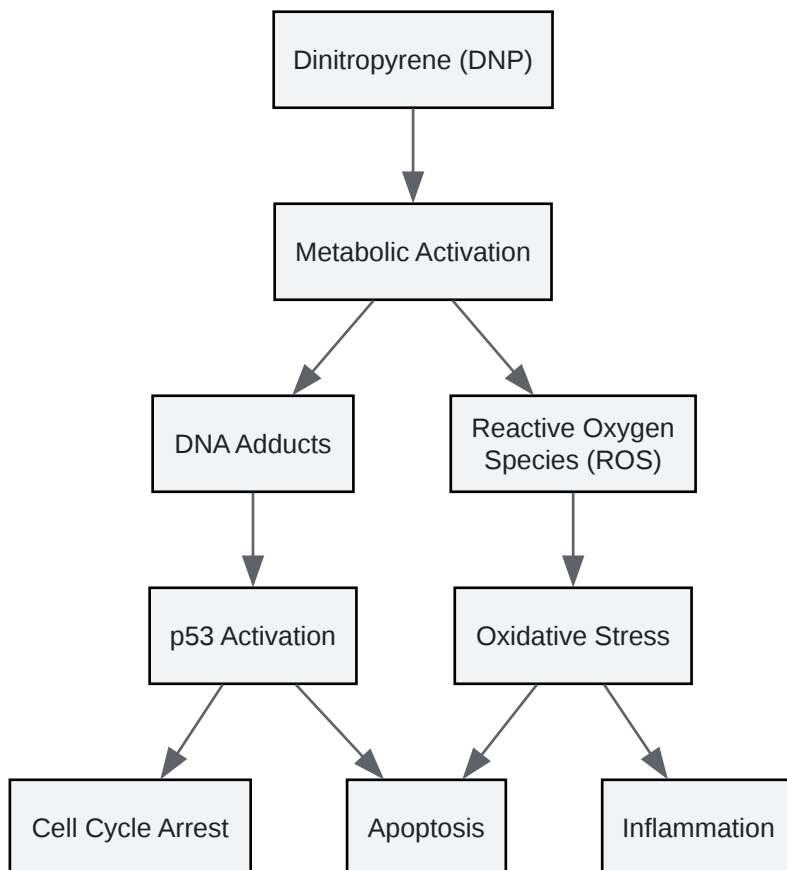 Dinitropyrene (DNP)
Metabolic Activation
DNA Adducts
Reactive Oxygen
Species (ROS)
p53 Activation
Oxidative Stress
Cell Cycle Arrest
Apoptosis
Inflammation